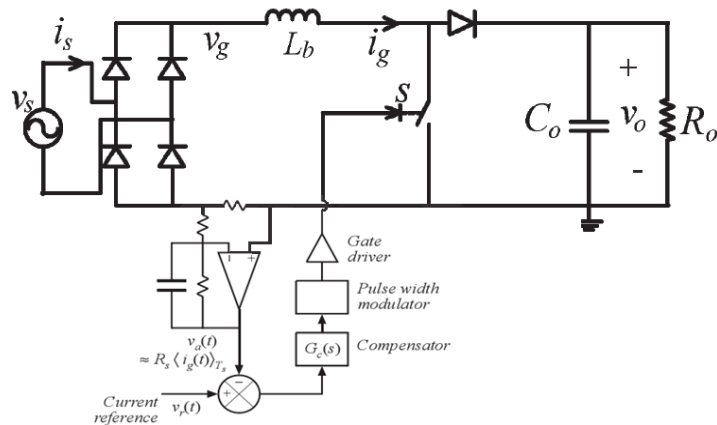 i_s
v_g
L_b
i_g
v_s
S
C_o
+
v_o
-
R_o
Gate
driver
- +
Pulse width
modulator
v_a(t)
≈ R_s ⟨i_g(t)⟩_{T_s}
G_c(s)
Compensator
−
+
Current
reference
v_r(t)